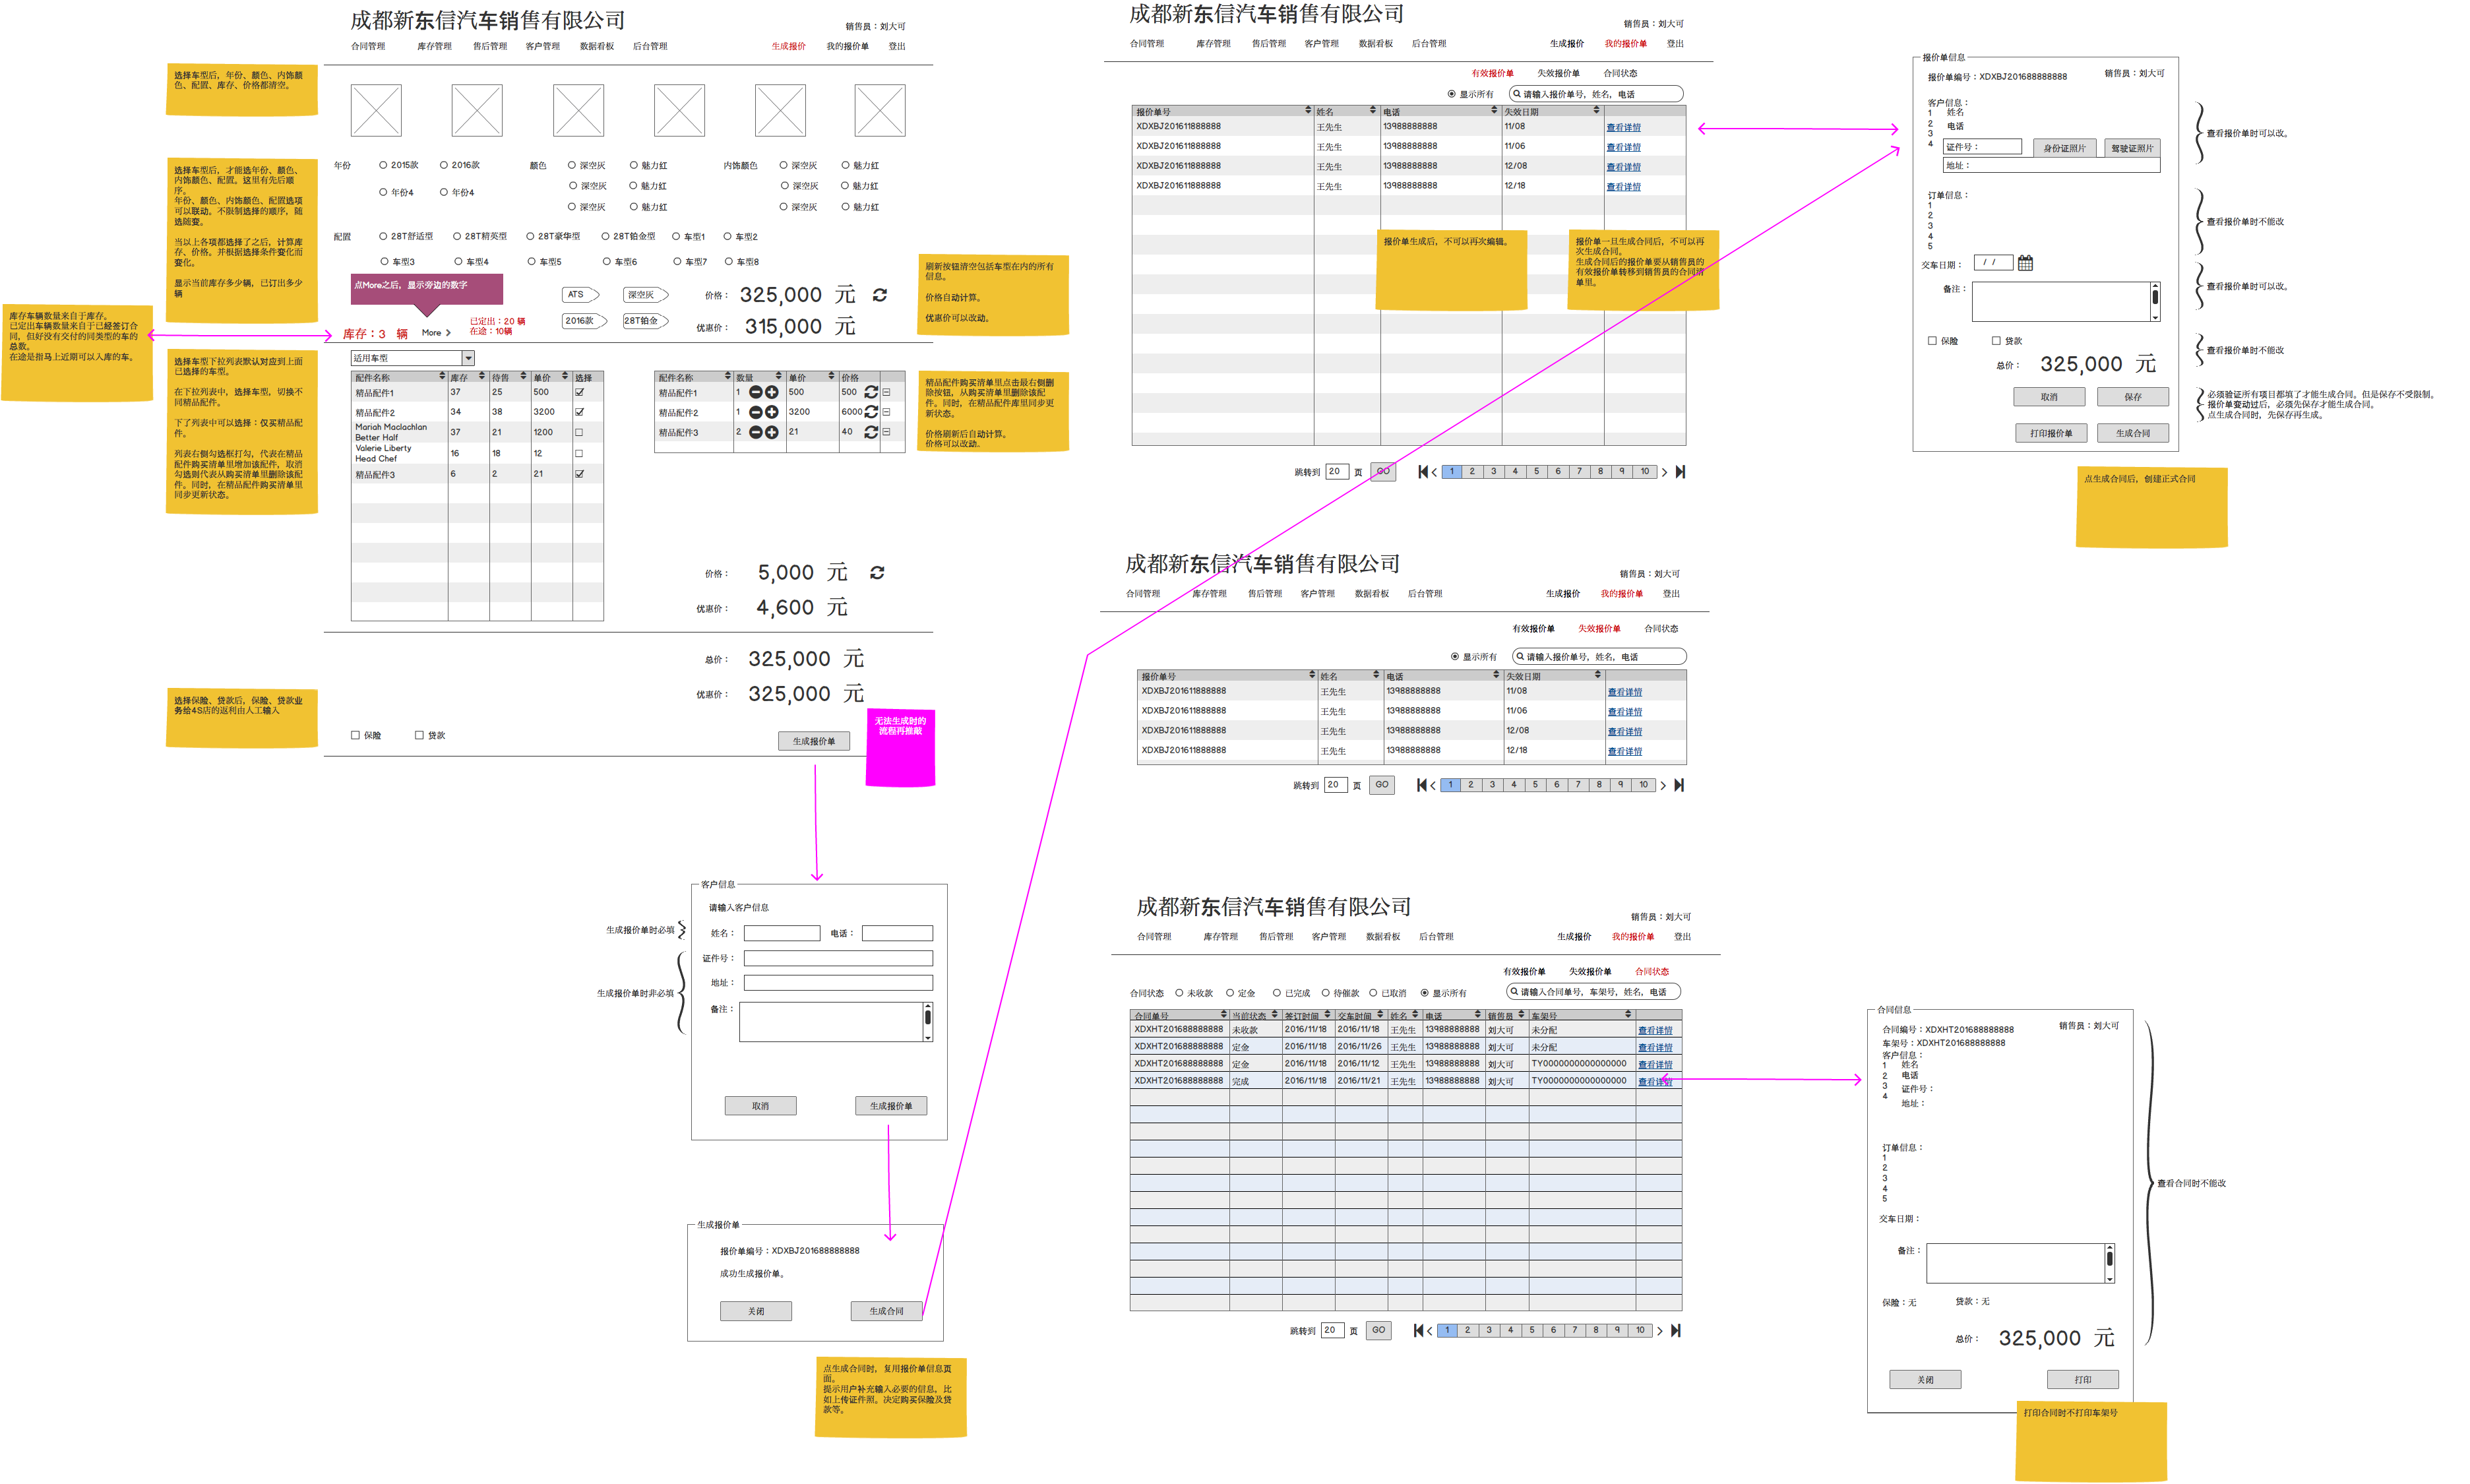 成都新东信汽车销售有限公司
销售员：刘大可
合同管理 库存管理 售后管理 客户管理 数据看板 后台管理 生成报价 我的报价单 登出
选择车型后，年份、颜色、内饰颜
色、配置、库存、价格都清空。
年份 2015款 2016款 颜色 深空灰 魅力红 内饰颜色 深空灰 魅力红
深空灰 魅力红 深空灰 魅力红
年份4 年份4 深空灰 魅力红 深空灰 魅力红
配置 28T舒适型 28T精英型 28T豪华型 28T铂金型 车型1 车型2
车型3 车型4 车型5 车型6 车型7 车型8
选择车型后，才能选年份、颜色、
内饰颜色、配置。这里有先后顺
序。
年份、颜色、内饰颜色、配置选项
可以联动。不限制选择的顺序，随
选随变。
当以上各项都选择了之后，计算库
存、价格。并根据选择条件变化而
变化。
显示当前库存多少辆，已订出多少
辆
点More之后，显示旁边的数字
ATS 深空灰
2016款 28T铂金
价格： 325,000 元
优惠价： 315,000 元
库存：3 辆 More
已定出：20 辆
在途：10辆
刷新按钮清空包括车型在内的所有
信息。
价格自动计算。
优惠价可以改动。
库存车辆数量来自于库存。
已定出车辆数量来自于已经签订合
同，但好没有交付的同类型的车的
总数。
在途是指马上近期可以入库的车。
选择车型下拉列表默认对应到上面
已选择的车型。
在下拉列表中，选择车型，切换不
同精品配件。
下了列表中可以选择：仅买精品配
件。
列表右侧勾选框打勾，代表在精品
配件购买清单里增加该配件，取消
勾选则代表从购买清单里删除该配
件。同时，在精品配件购买清单里
同步更新状态。
适用车型
配件名称 库存 待售 单价 选择
精品配件1 37 25 500
精品配件2 34 38 3200
Mariah Maclachlan
Better Half 37 21 1200
Valerie Liberty
Head Chef 16 18 12
精品配件3 6 2 21
配件名称 数量 单价 价格
精品配件1 1 500 500
精品配件2 1 3200 6000
精品配件3 2 21 40
精品配件购买清单里点击最右侧删
除按钮，从购买清单里删除该配
件。同时，在精品配件库里同步更
新状态。
价格刷新后自动计算。
价格可以改动。
价格： 5,000 元
优惠价： 4,600 元
总价： 325,000 元
优惠价： 325,000 元
选择保险、贷款后，保险、贷款业
务给4S店的返利由人工输入
保险 贷款 生成报价单
无法生成时的
流程再推敲
客户信息
请输入客户信息
生成报价单时必填
姓名： 电话：
证件号：
生成报价单时非必填
地址：
备注：
取消 生成报价单
生成报价单
报价单编号：XDXBJ201688888888
成功生成报价单。
关闭 生成合同
点生成合同时，复用报价单信息页
面。
提示用户补充输入必要的信息，比
如上传证件照。决定购买保险及贷
款等。
成都新东信汽车销售有限公司
销售员：刘大可
合同管理 库存管理 售后管理 客户管理 数据看板 后台管理 生成报价 我的报价单 登出
有效报价单 失效报价单 合同状态
显示所有 请输入报价单号，姓名，电话
报价单号 姓名 电话 失效日期
XDXBJ201611888888 王先生 13988888888 11/08 查看详情
XDXBJ201611888888 王先生 13988888888 11/06 查看详情
XDXBJ201611888888 王先生 13988888888 12/08 查看详情
XDXBJ201611888888 王先生 13988888888 12/18 查看详情
报价单生成后，不可以再次编辑。
报价单一旦生成合同后，不可以再
次生成合同。
生成合同后的报价单要从销售员的
有效报价单转移到销售员的合同清
单里。
跳转到 20 页 GO 1 2 3 4 5 6 7 8 9 10
报价单信息
报价单编号：XDXBJ201688888888 销售员：刘大可
客户信息：
1 姓名
2 电话
3
4 证件号： 身份证照片 驾驶证照片
地址：
查看报价单时可以改。
订单信息：
1
2
3
4
5
查看报价单时不能改
交车日期： / /
备注：
查看报价单时可以改。
保险 贷款
总价： 325,000 元
查看报价单时不能改
取消 保存
打印报价单 生成合同
必须验证所有项目都填了才能生成合同。但是保存不受限制。
报价单变动过后，必须先保存才能生成合同。
点生成合同时，先保存再生成。
点生成合同后，创建正式合同
成都新东信汽车销售有限公司
销售员：刘大可
合同管理 库存管理 售后管理 客户管理 数据看板 后台管理 生成报价 我的报价单 登出
有效报价单 失效报价单 合同状态
显示所有 请输入报价单号，姓名，电话
报价单号 姓名 电话 失效日期
XDXBJ201611888888 王先生 13988888888 11/08 查看详情
XDXBJ201611888888 王先生 13988888888 11/06 查看详情
XDXBJ201611888888 王先生 13988888888 12/08 查看详情
XDXBJ201611888888 王先生 13988888888 12/18 查看详情
跳转到 20 页 GO 1 2 3 4 5 6 7 8 9 10
成都新东信汽车销售有限公司
销售员：刘大可
合同管理 库存管理 售后管理 客户管理 数据看板 后台管理 生成报价 我的报价单 登出
有效报价单 失效报价单 合同状态
合同状态 未收款 定金 已完成 待催款 已取消 显示所有 请输入合同单号，车架号，姓名，电话
合同单号 当前状态 签订时间 交车时间 姓名 电话 销售员 车架号
XDXHT201688888888 未收款 2016/11/18 2016/11/18 王先生 13988888888 刘大可 未分配 查看详情
XDXHT201688888888 定金 2016/11/18 2016/11/26 王先生 13988888888 刘大可 未分配 查看详情
XDXHT201688888888 定金 2016/11/18 2016/11/12 王先生 13988888888 刘大可 TY0000000000000000 查看详情
XDXHT201688888888 完成 2016/11/18 2016/11/21 王先生 13988888888 刘大可 TY0000000000000000 查看详情
跳转到 20 页 GO 1 2 3 4 5 6 7 8 9 10
合同信息
合同编号：XDXHT201688888888 销售员：刘大可
车架号：XDXHT201688888888
客户信息：
1 姓名
2 电话
3 证件号：
4 地址：
订单信息：
1
2
3
4
5
查看合同时不能改
交车日期：
备注：
保险：无 贷款：无
总价： 325,000 元
关闭 打印
打印合同时不打印车架号